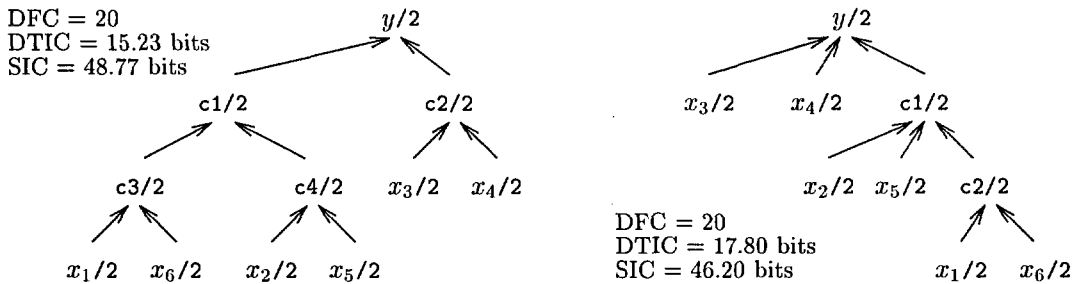 DFC = 20
DTIC = 15.23 bits
SIC = 48.77 bits
y/2
c1/2 c2/2
c3/2 c4/2 x₃/2 x₄/2
x₁/2 x₆/2 x₂/2 x₅/2
y/2
x₃/2 x₄/2 c1/2
x₂/2 x₅/2 c2/2
x₁/2 x₆/2
DFC = 20
DTIC = 17.80 bits
SIC = 46.20 bits